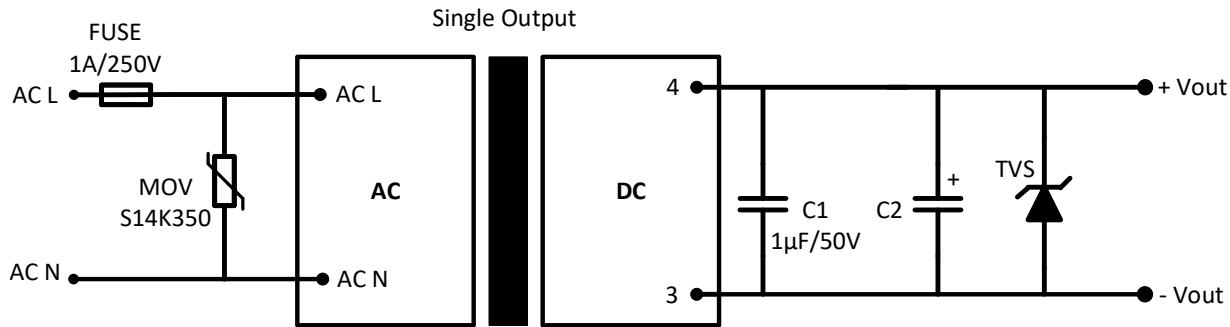 Single Output
FUSE
1A/250V
AC L
AC L
4
+ Vout
MOV
S14K350
AC
DC
C1
1µF/50V
C2
+
TVS
AC N
AC N
3
- Vout